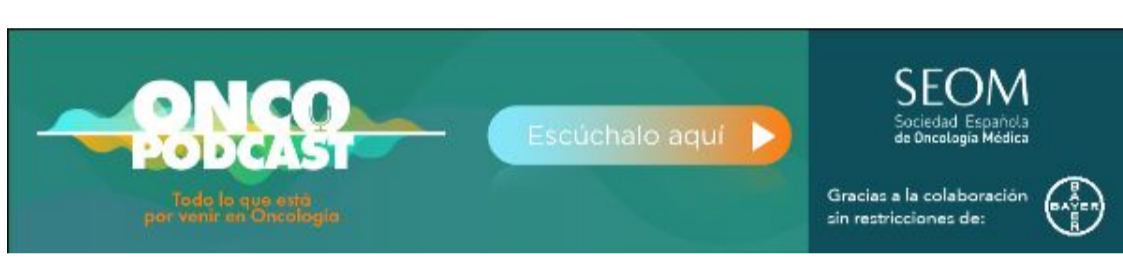 ONCO
PODCAST
Todo lo que está
por venir en Oncología
Escúchalo aquí
SEOM
Sociedad Española
de Oncología Médica
Gracias a la colaboración
sin restricciones de:
BAYER
BAYER